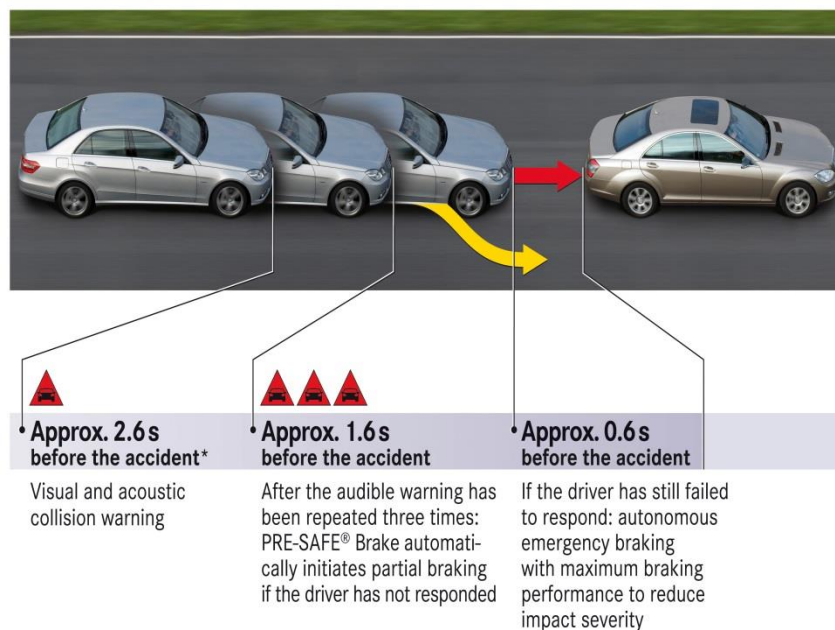 Approx. 2.6 s
before the accident*
Visual and acoustic
collision warning
Approx. 1.6 s
before the accident
After the audible warning has
been repeated three times:
PRE-SAFE® Brake automati-
cally initiates partial braking
if the driver has not responded
Approx. 0.6 s
before the accident
If the driver has still failed
to respond: autonomous
emergency braking
with maximum braking
performance to reduce
impact severity